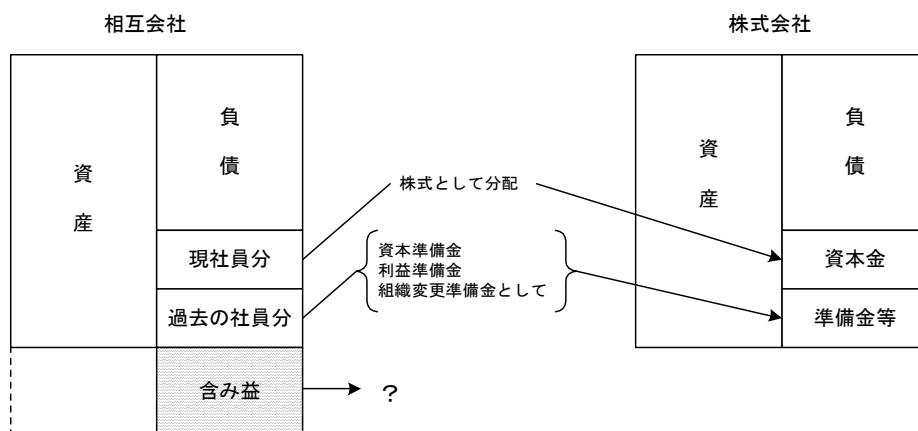 相互会社
株式会社
資
産
負
債
現社員分
過去の社員分
含み益
株式として分配
資本準備金
利益準備金
組織変更準備金として
?
資
産
負
債
資本金
準備金等